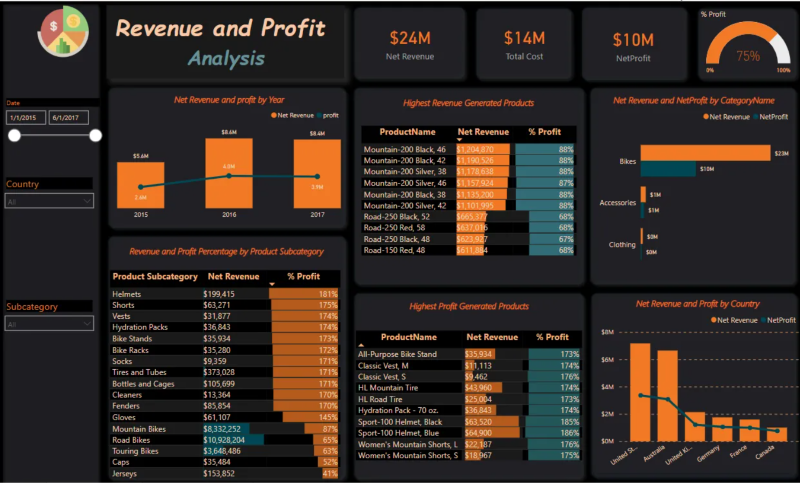 Revenue and Profit
Analysis
$24M
Net Revenue
$14M
Total Cost
$10M
NetProfit
% Profit
75%
0%
100%
Date
1/1/2015
6/1/2017
Country
All
Subcategory
All
Net Revenue and profit by Year
Net Revenue
profit
$5.6M
$8.6M
$8.4M
2.4M
4.0M
3.9M
2015
2016
2017
Revenue and Profit Percentage by Product Subcategory
Product Subcategory Net Revenue % Profit
Helmets $199,415 181%
Shorts $63,271 175%
Vests $31,877 174%
Hydration Packs $36,843 174%
Bike Stands $35,934 173%
Bike Racks $35,280 172%
Socks $9,359 171%
Tires and Tubes $373,028 171%
Bottles and Cages $105,699 171%
Cleaners $13,364 170%
Fenders $85,854 170%
Gloves $61,107 145%
Mountain Bikes $8,332,252 87%
Road Bikes $10,928,204 65%
Touring Bikes $3,648,486 63%
Caps $35,484 52%
Jerseys $153,852 41%
Highest Revenue Generated Products
ProductName Net Revenue % Profit
Mountain-200 Black, 46 $1,204,870 88%
Mountain-200 Black, 42 $1,190,526 88%
Mountain-200 Silver, 38 $1,178,638 88%
Mountain-200 Silver, 46 $1,157,924 87%
Mountain-200 Black, 38 $1,135,200 88%
Mountain-200 Silver, 42 $1,101,995 88%
Road-250 Black, 52 $665,377 68%
Road-250 Red, 58 $637,016 68%
Road-250 Black, 48 $623,927 67%
Road-150 Red, 48 $611,884 68%
Highest Profit Generated Products
ProductName Net Revenue % Profit
All-Purpose Bike Stand $35,934 173%
Classic Vest, M $11,113 174%
Classic Vest, S $9,462 176%
HL Mountain Tire $43,960 174%
HL Road Tire $25,004 173%
Hydration Pack - 70 oz. $36,843 174%
Sport-100 Helmet, Black $63,520 185%
Sport-100 Helmet, Blue $64,900 186%
Women's Mountain Shorts, L $22,187 176%
Women's Mountain Shorts, S $18,967 175%
Net Revenue and NetProfit by CategoryName
Net Revenue
NetProfit
Bikes
$23M
$10M
Accessories
$1M
$1M
Clothing
$0M
$0M
Net Revenue and Profit by Country
Net Revenue
NetProfit
$8M
$6M
$4M
$2M
$0M
United St...
Australia
United Ki...
Germany
France
Canada